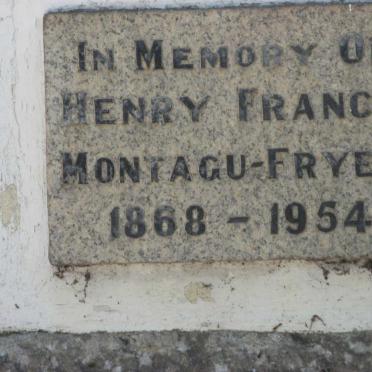 IN MEMORY O
HENRY FRANC
MONTAGU-FRYE
1868 - 1954